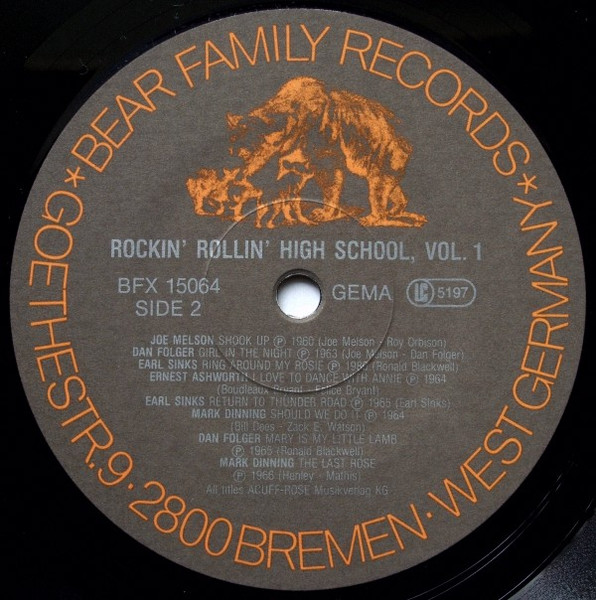 * BEAR FAMILY RECORDS *
GOETHESTR. 9 · 2800 BREMEN · WEST GERMANY
ROCKIN' ROLLIN' HIGH SCHOOL, VOL. 1
BFX 15064
SIDE 2
GEMA
LC 5197
JOE MELSON SHOOK UP Ⓟ 1960 (Joe Melson - Roy Orbison)
DAN FOLGER GIRL IN THE NIGHT Ⓟ 1963 (Joe Melson - Dan Folger)
EARL SINKS RING AROUND MY ROSIE Ⓟ (Ronald Blackwell)
ERNEST ASHWORTH I LOVE TO DANCE WITH ANNIE Ⓟ 1964
(Boudleaux Bryant - Felice Bryant)
EARL SINKS RETURN TO THUNDER ROAD Ⓟ 1965 (Earl Sinks)
MARK DINNING SHOULD WE DO IT Ⓟ 1964
(Bill Dees - Zack E. Watson)
DAN FOLGER MARY IS MY LITTLE LAMB
Ⓟ 1965 (Ronald Blackwell)
MARK DINNING THE LAST ROSE
Ⓟ 1966 (Henley - Mathis)
All titles ACUFF-ROSE Musikverlag KG